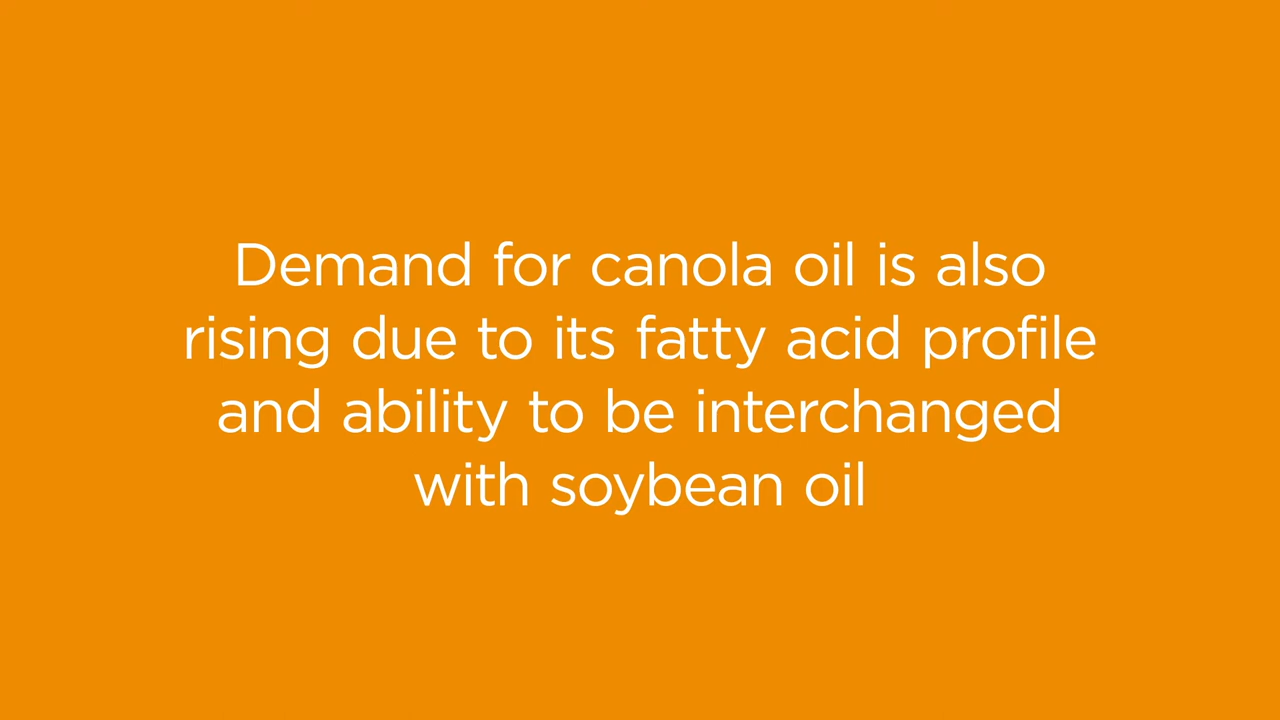 Demand for canola oil is also
rising due to its fatty acid profile
and ability to be interchanged
with soybean oil